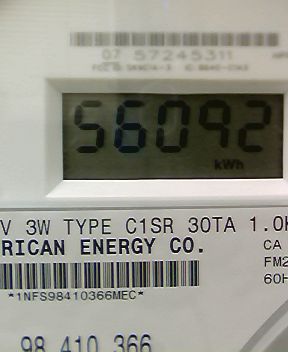 07 57245311
56092
kWh
V 3W TYPE C1SR 30TA 1.0K
RICAN ENERGY CO.
CA
FM2
60H
*1NFS98410366MEC*
98 410 366